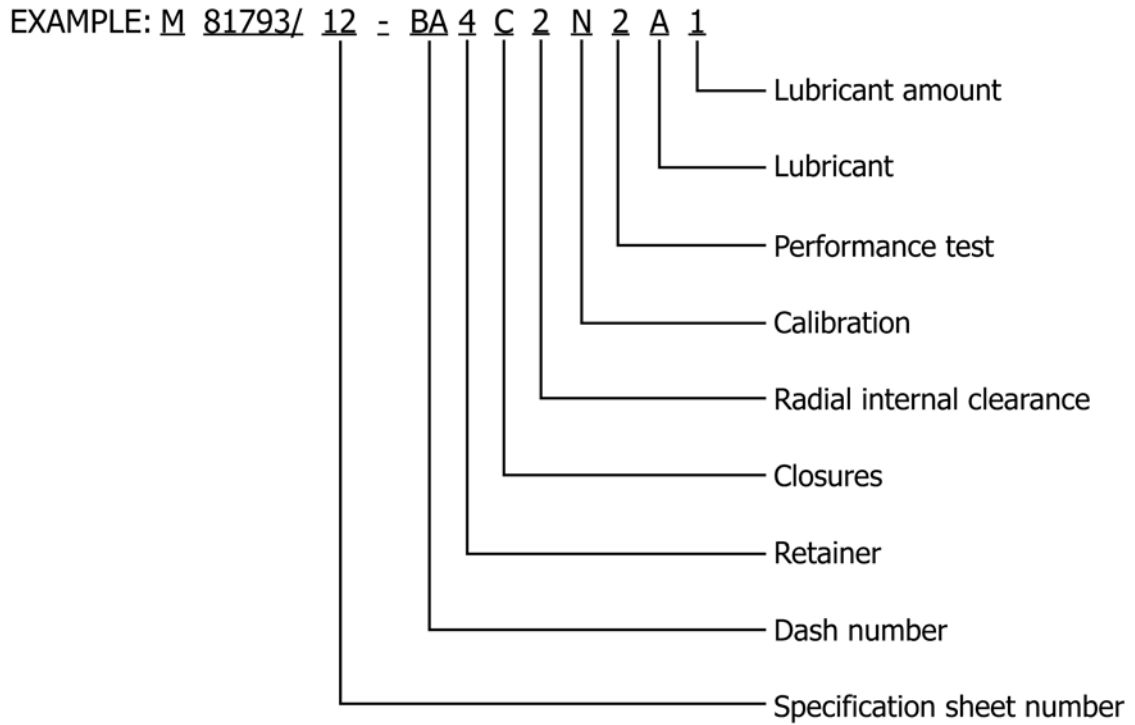 EXAMPLE: M 81793/ 12 - BA 4 C 2 N 2 A 1
Lubricant amount
Lubricant
Performance test
Calibration
Radial internal clearance
Closures
Retainer
Dash number
Specification sheet number